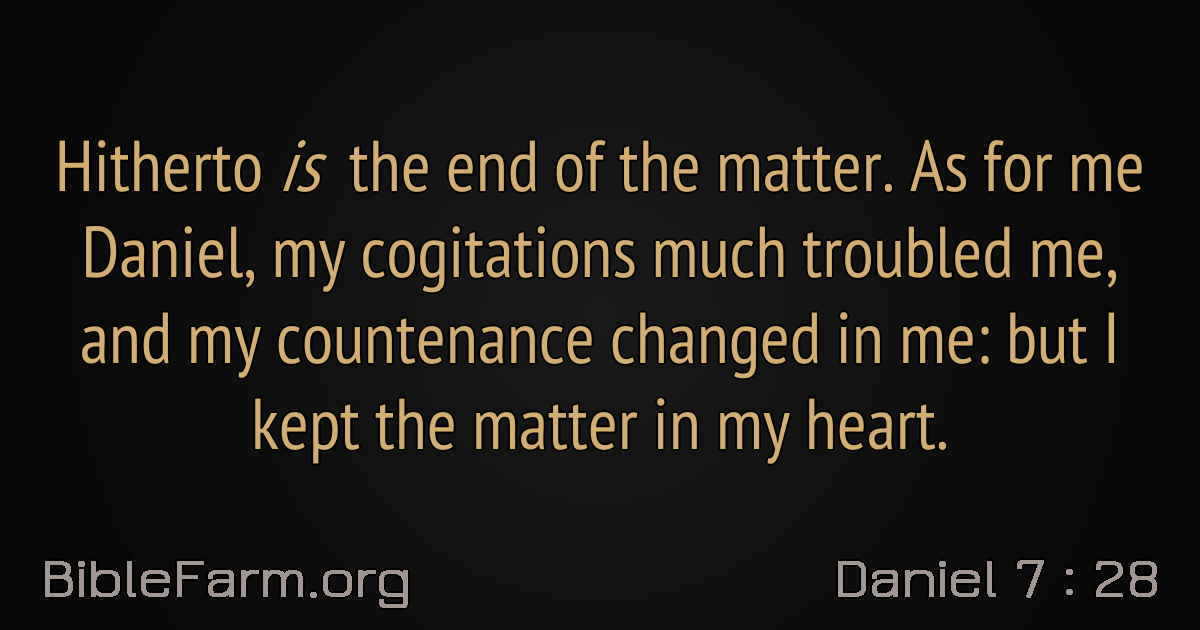 Hitherto is the end of the matter. As for me
Daniel, my cogitations much troubled me,
and my countenance changed in me: but I
kept the matter in my heart.
BibleFarm.org
Daniel 7 : 28